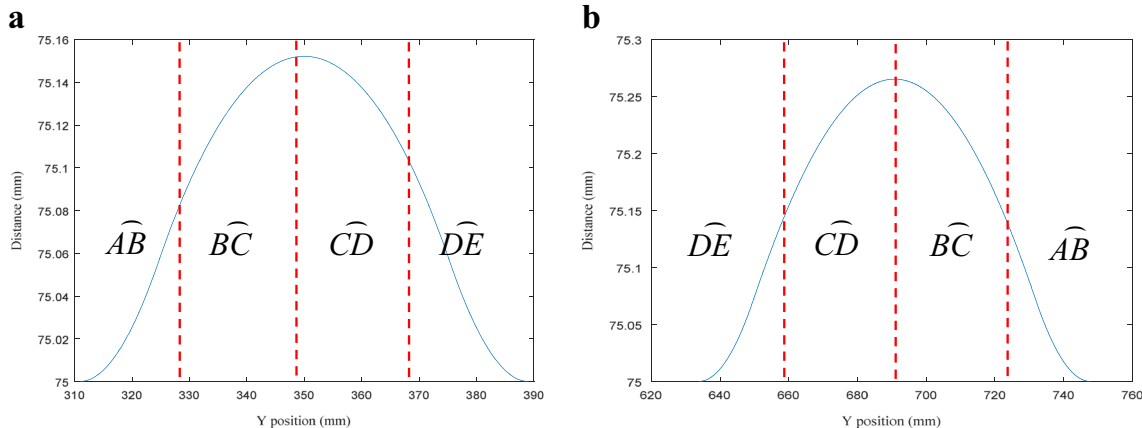 a
b
75.16
75.14
75.12
75.1
75.08
75.06
75.04
75.02
75
310
320
330
340
350
360
370
380
390
Y position (mm)
Distance (mm)
AB
BC
CD
DE
75.3
75.25
75.2
75.15
75.1
75.05
75
620
640
660
680
700
720
740
760
Y position (mm)
Distance (mm)
DE
CD
BC
AB